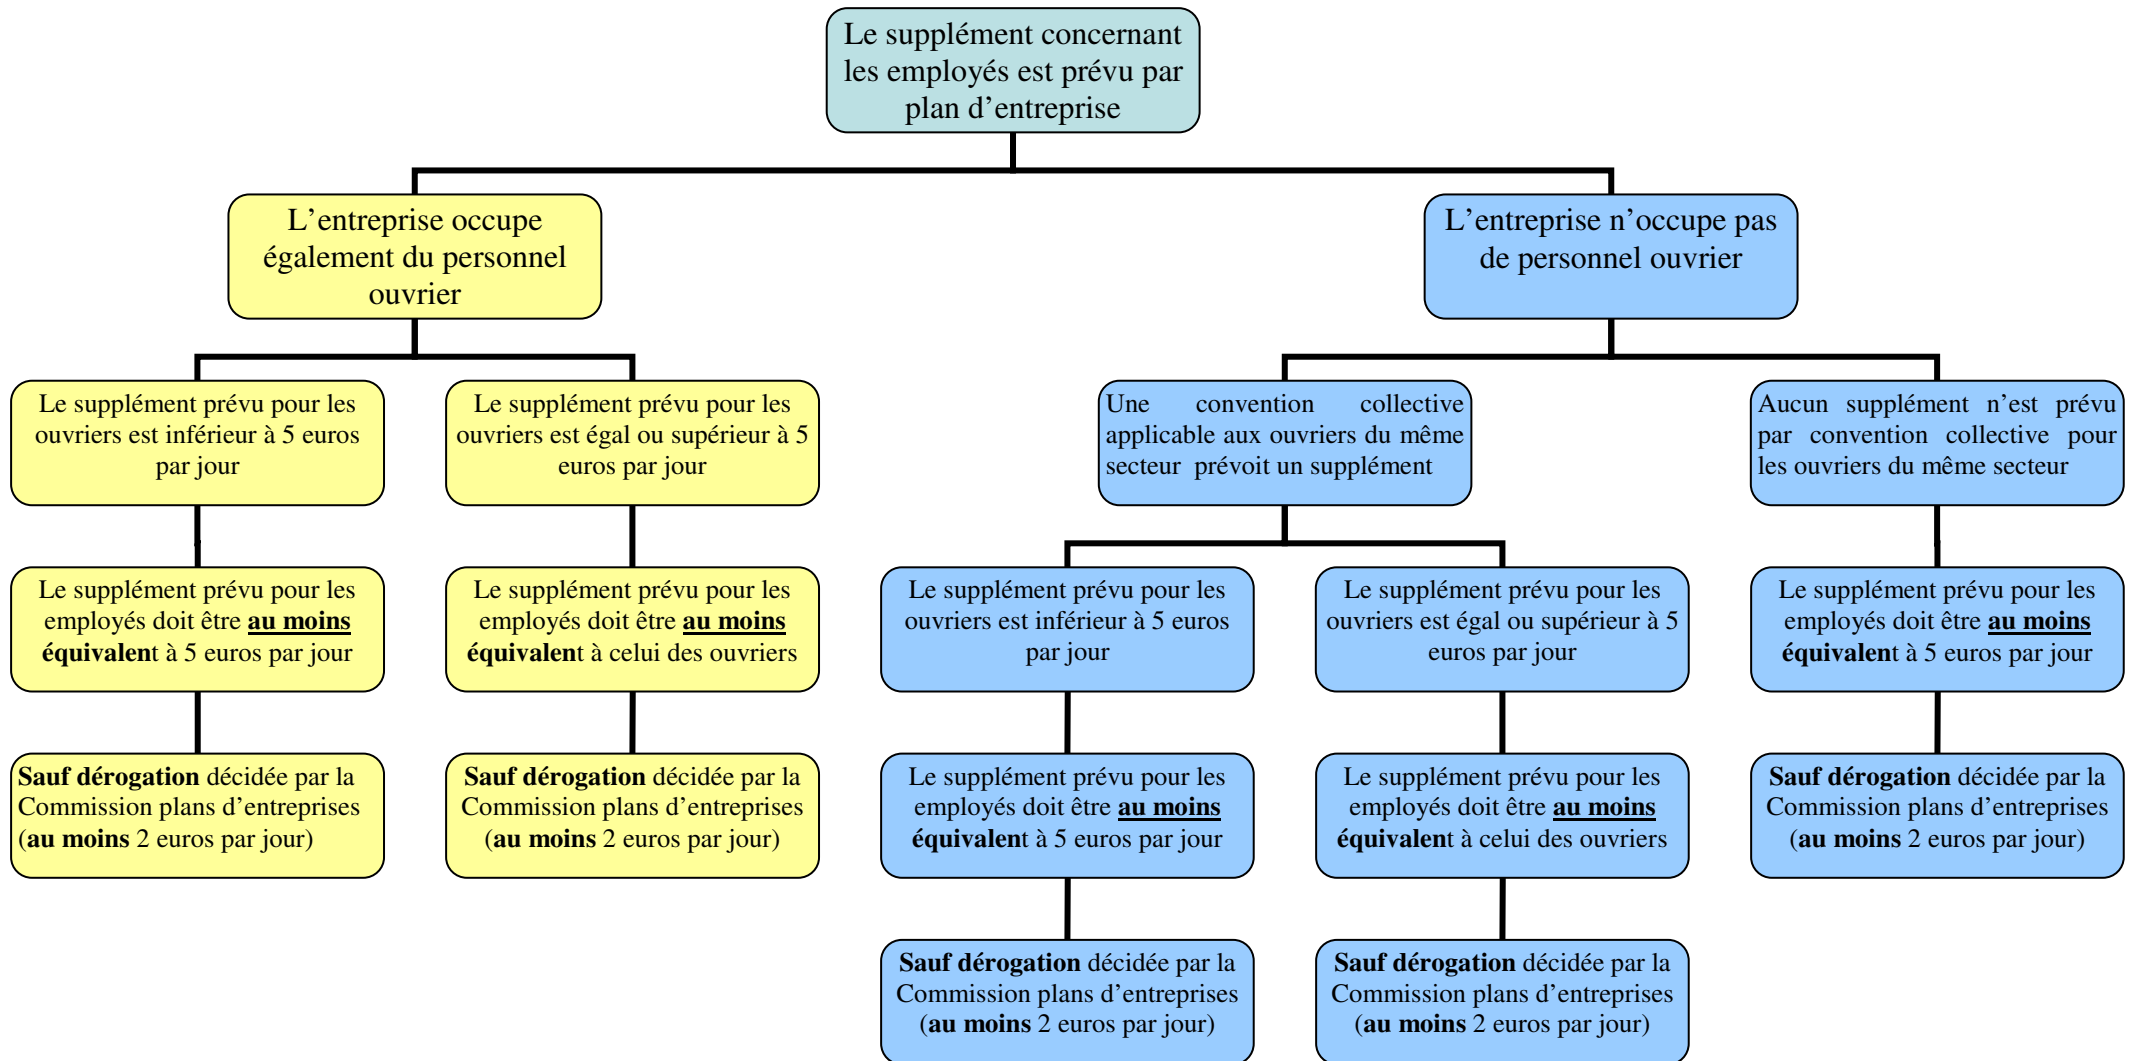 Le supplément concernant
les employés est prévu par
plan d'entreprise
L'entreprise occupe
également du personnel
ouvrier
L'entreprise n'occupe pas
de personnel ouvrier
Le supplément prévu pour les
ouvriers est inférieur à 5 euros
par jour
Le supplément prévu pour les
ouvriers est égal ou supérieur à 5
euros par jour
Une convention collective
applicable aux ouvriers du même
secteur prévoit un supplément
Aucun supplément n'est prévu
par convention collective pour
les ouvriers du même secteur
Le supplément prévu pour les
employés doit être au moins
équivalent à 5 euros par jour
Le supplément prévu pour les
employés doit être au moins
équivalent à celui des ouvriers
Le supplément prévu pour les
ouvriers est inférieur à 5 euros
par jour
Le supplément prévu pour les
ouvriers est égal ou supérieur à 5
euros par jour
Le supplément prévu pour les
employés doit être au moins
équivalent à 5 euros par jour
Sauf dérogation décidée par la
Commission plans d'entreprises
(au moins 2 euros par jour)
Sauf dérogation décidée par la
Commission plans d'entreprises
(au moins 2 euros par jour)
Le supplément prévu pour les
employés doit être au moins
équivalent à 5 euros par jour
Le supplément prévu pour les
employés doit être au moins
équivalent à celui des ouvriers
Sauf dérogation décidée par la
Commission plans d'entreprises
(au moins 2 euros par jour)
Sauf dérogation décidée par la
Commission plans d'entreprises
(au moins 2 euros par jour)
Sauf dérogation décidée par la
Commission plans d'entreprises
(au moins 2 euros par jour)